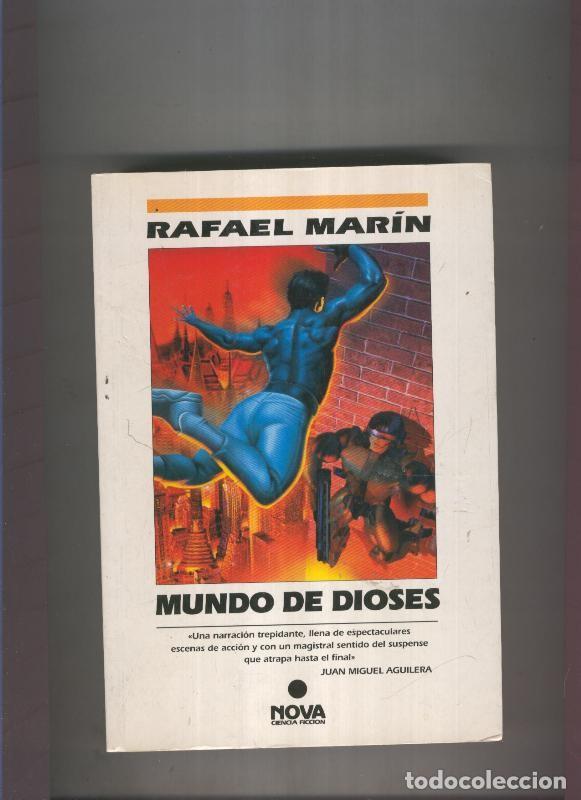 RAFAEL MARÍN
MUNDO DE DIOSES
«Una narración trepidante, llena de espectaculares
escenas de acción y con un magistral sentido del suspense
que atrapa hasta el final»
JUAN MIGUEL AGUILERA
NOVA
CIENCIA FICCION
todocoleccion